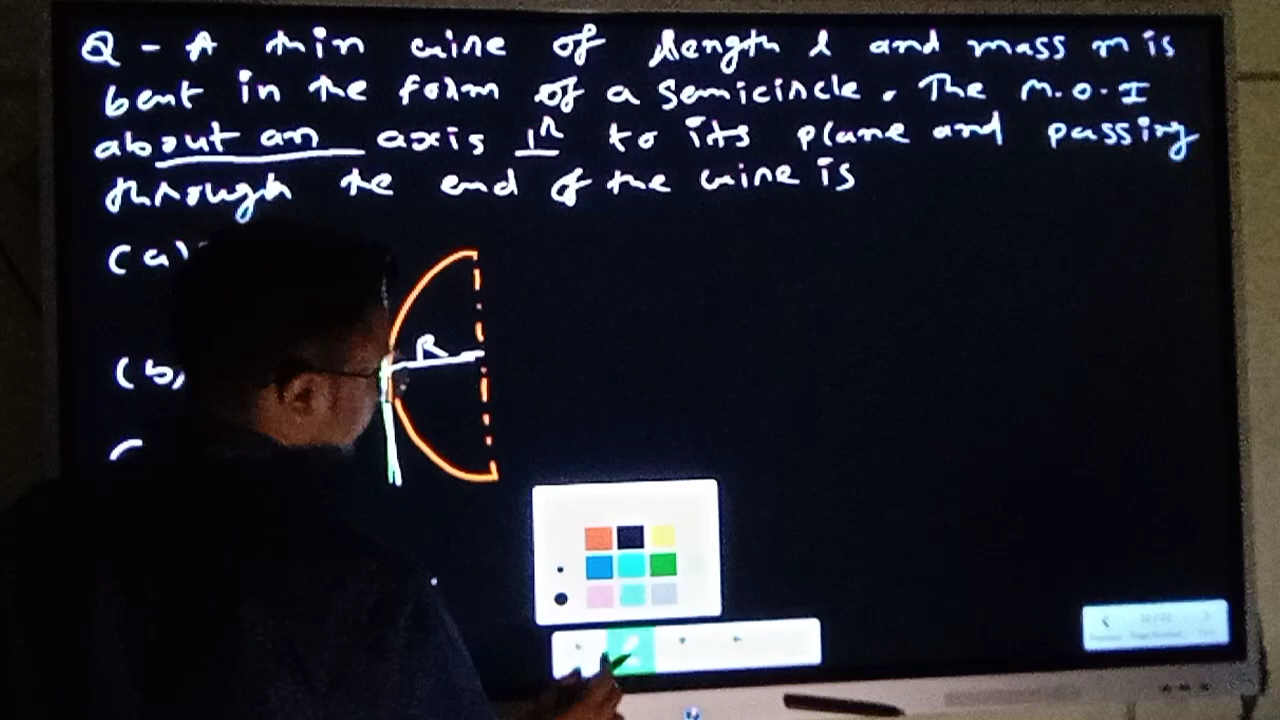 Q - A thin wire of length l and mass m is
bent in the form of a semicircle. The M.O.I
about an axis ⊥R to its plane and passing
through the end of the wire is
(a)
R
(b)